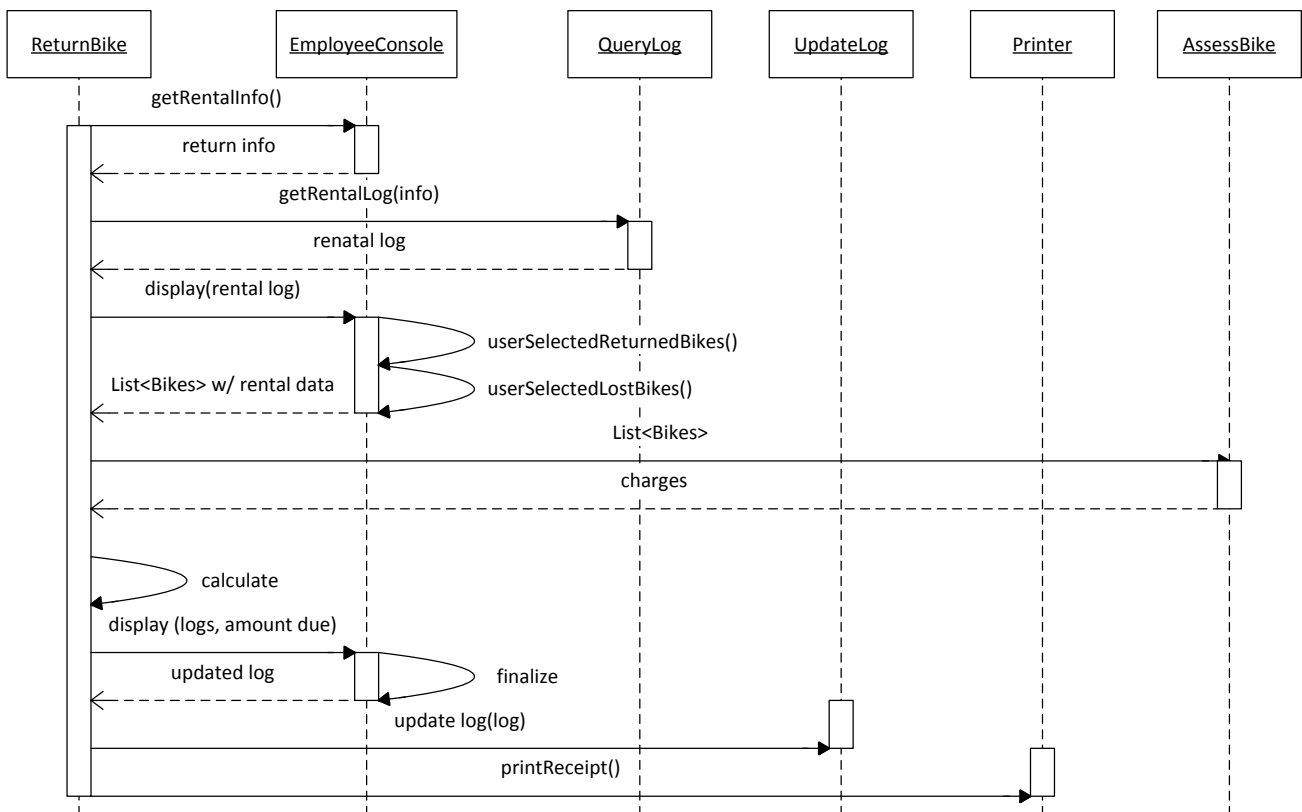 ReturnBike
EmployeeConsole
QueryLog
UpdateLog
Printer
AssessBike
getRentalInfo()
return info
getRentalLog(info)
renatal log
display(rental log)
userSelectedReturnedBikes()
List<Bikes> w/ rental data
userSelectedLostBikes()
List<Bikes>
charges
calculate
display (logs, amount due)
updated log
finalize
update log(log)
printReceipt()